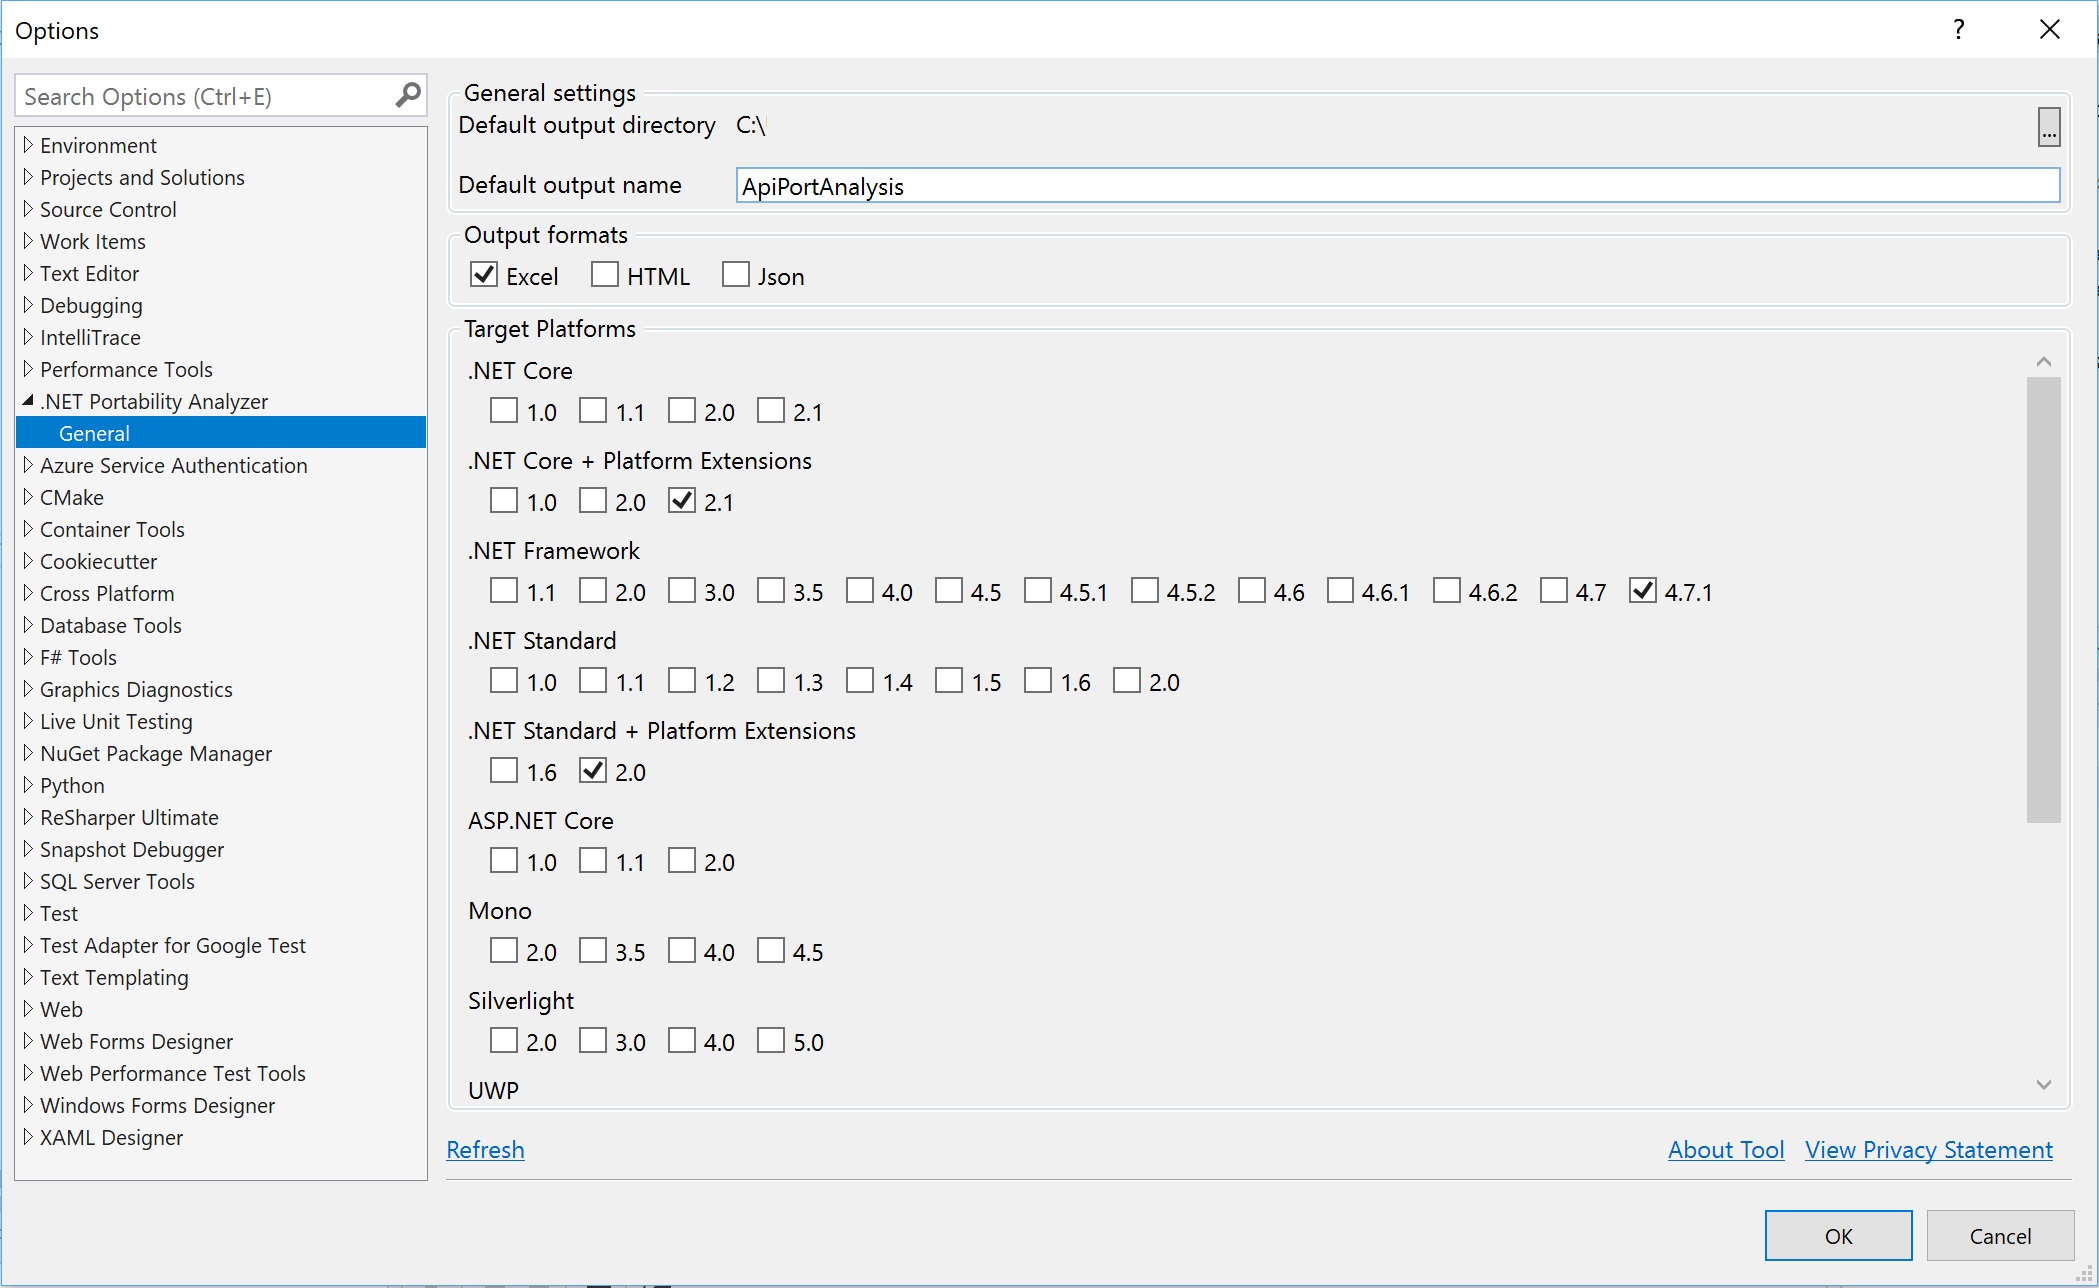 Options
?
Search Options (Ctrl+E)
Environment
Projects and Solutions
Source Control
Work Items
Text Editor
Debugging
IntelliTrace
Performance Tools
.NET Portability Analyzer
General
Azure Service Authentication
CMake
Container Tools
Cookiecutter
Cross Platform
Database Tools
F# Tools
Graphics Diagnostics
Live Unit Testing
NuGet Package Manager
Python
ReSharper Ultimate
Snapshot Debugger
SQL Server Tools
Test
Test Adapter for Google Test
Text Templating
Web
Web Forms Designer
Web Performance Test Tools
Windows Forms Designer
XAML Designer
General settings
Default output directory C:\ ...
Default output name ApiPortAnalysis
Output formats
Excel HTML Json
Target Platforms
.NET Core
1.0 1.1 2.0 2.1
.NET Core + Platform Extensions
1.0 2.0 2.1
.NET Framework
1.1 2.0 3.0 3.5 4.0 4.5 4.5.1 4.5.2 4.6 4.6.1 4.6.2 4.7 4.7.1
.NET Standard
1.0 1.1 1.2 1.3 1.4 1.5 1.6 2.0
.NET Standard + Platform Extensions
1.6 2.0
ASP.NET Core
1.0 1.1 2.0
Mono
2.0 3.5 4.0 4.5
Silverlight
2.0 3.0 4.0 5.0
UWP
Refresh About Tool View Privacy Statement
OK Cancel